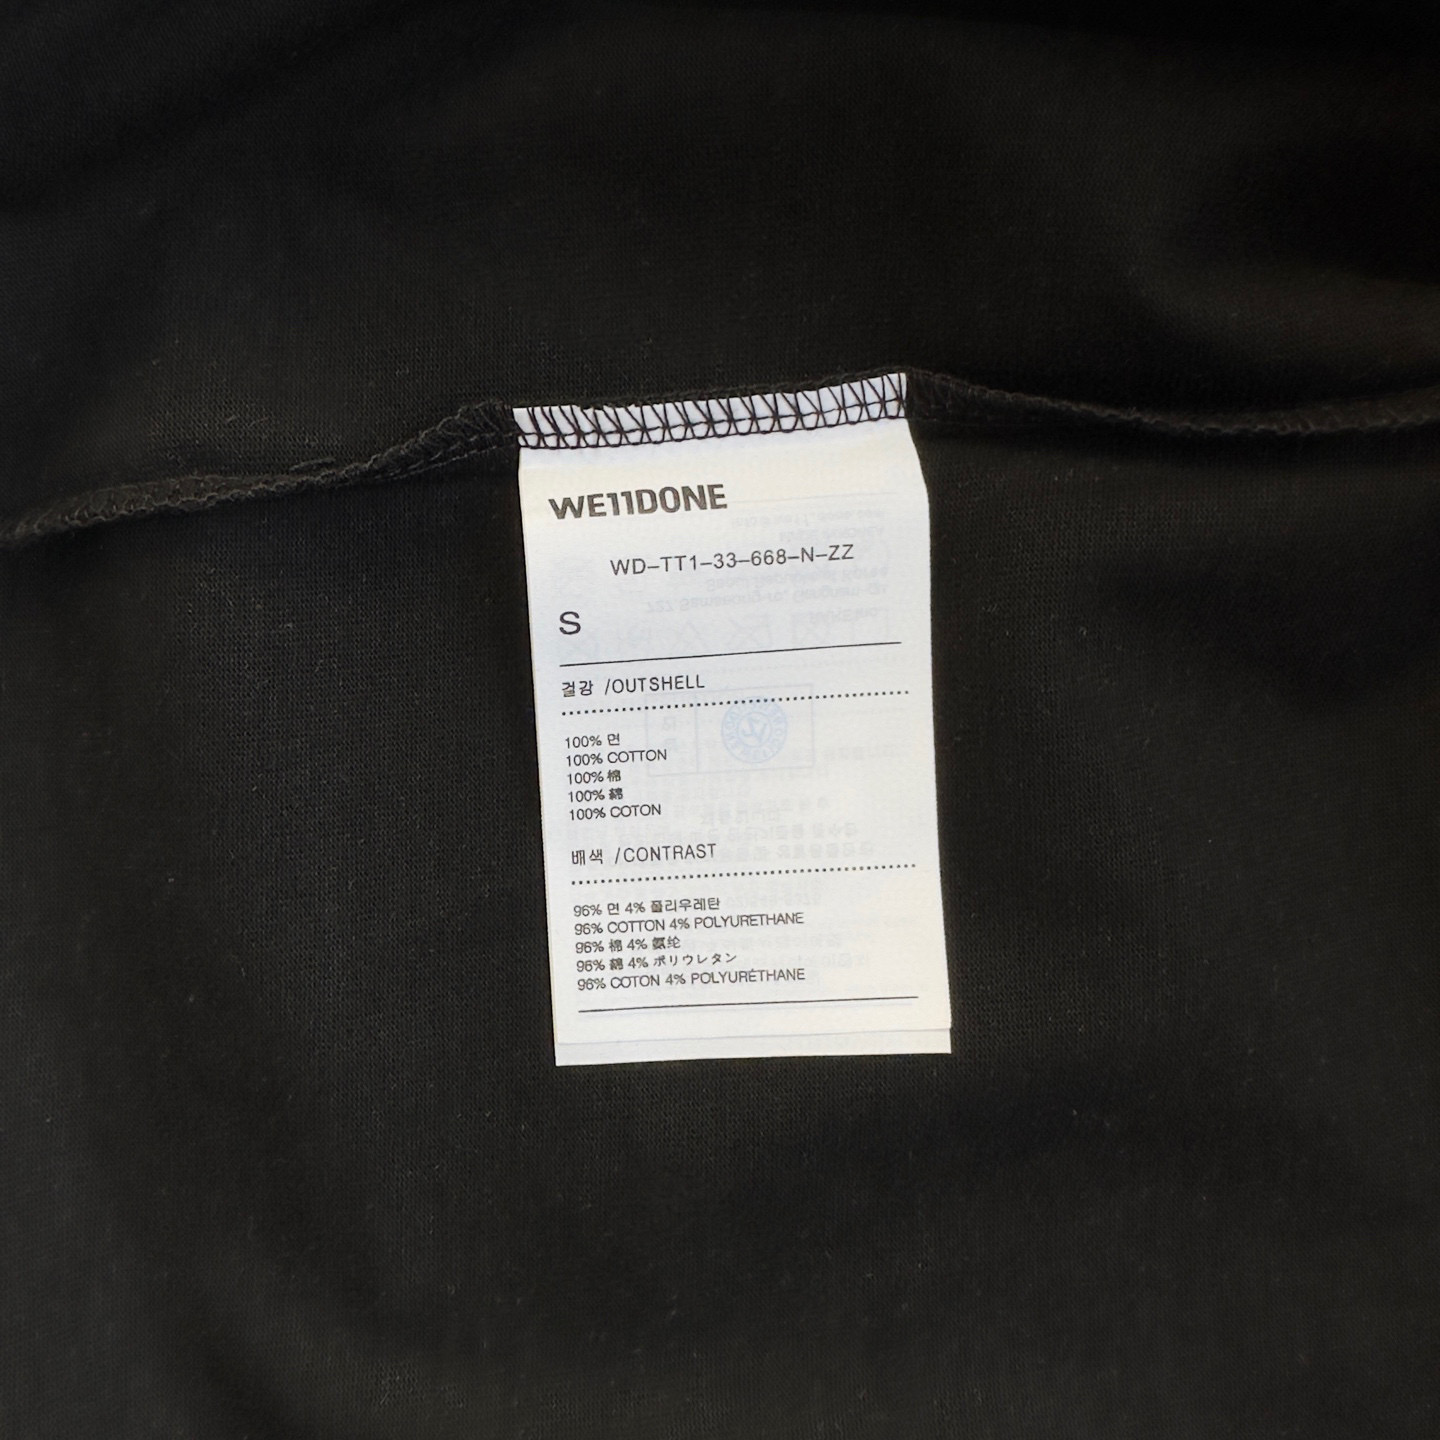 WE11DONE
WD–TT1–33–668–N–ZZ
S
겉감 /OUTSHELL
100% 면
100% COTTON
100% 棉
100% 綿
100% COTON
배색 /CONTRAST
96% 면 4% 폴리우레탄
96% COTTON 4% POLYURETHANE
96% 棉 4% 氨纶
96% 綿 4% ポリウレタン
96% COTON 4% POLYURÉTHANE